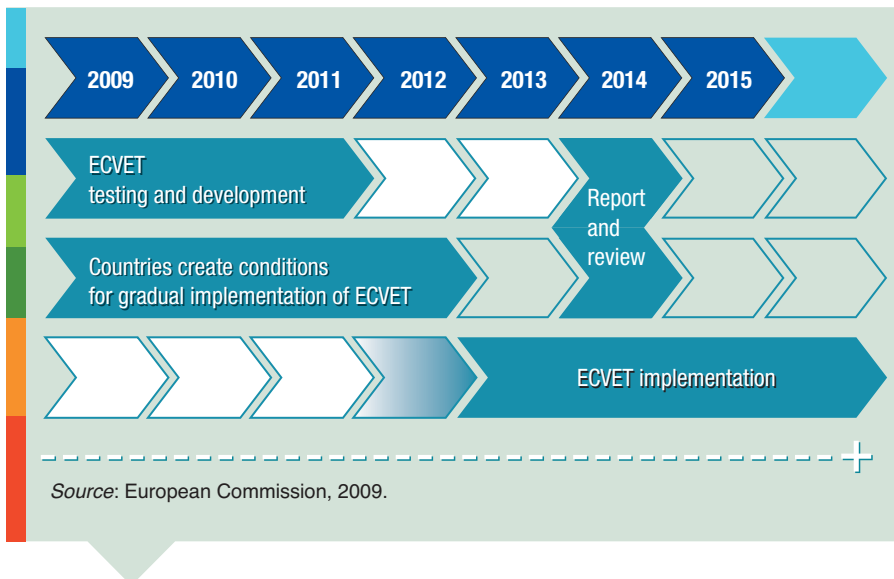 2009 2010 2011 2012 2013 2014 2015
ECVET
testing and development
Report
and
review
Countries create conditions
for gradual implementation of ECVET
ECVET implementation
Source: European Commission, 2009.